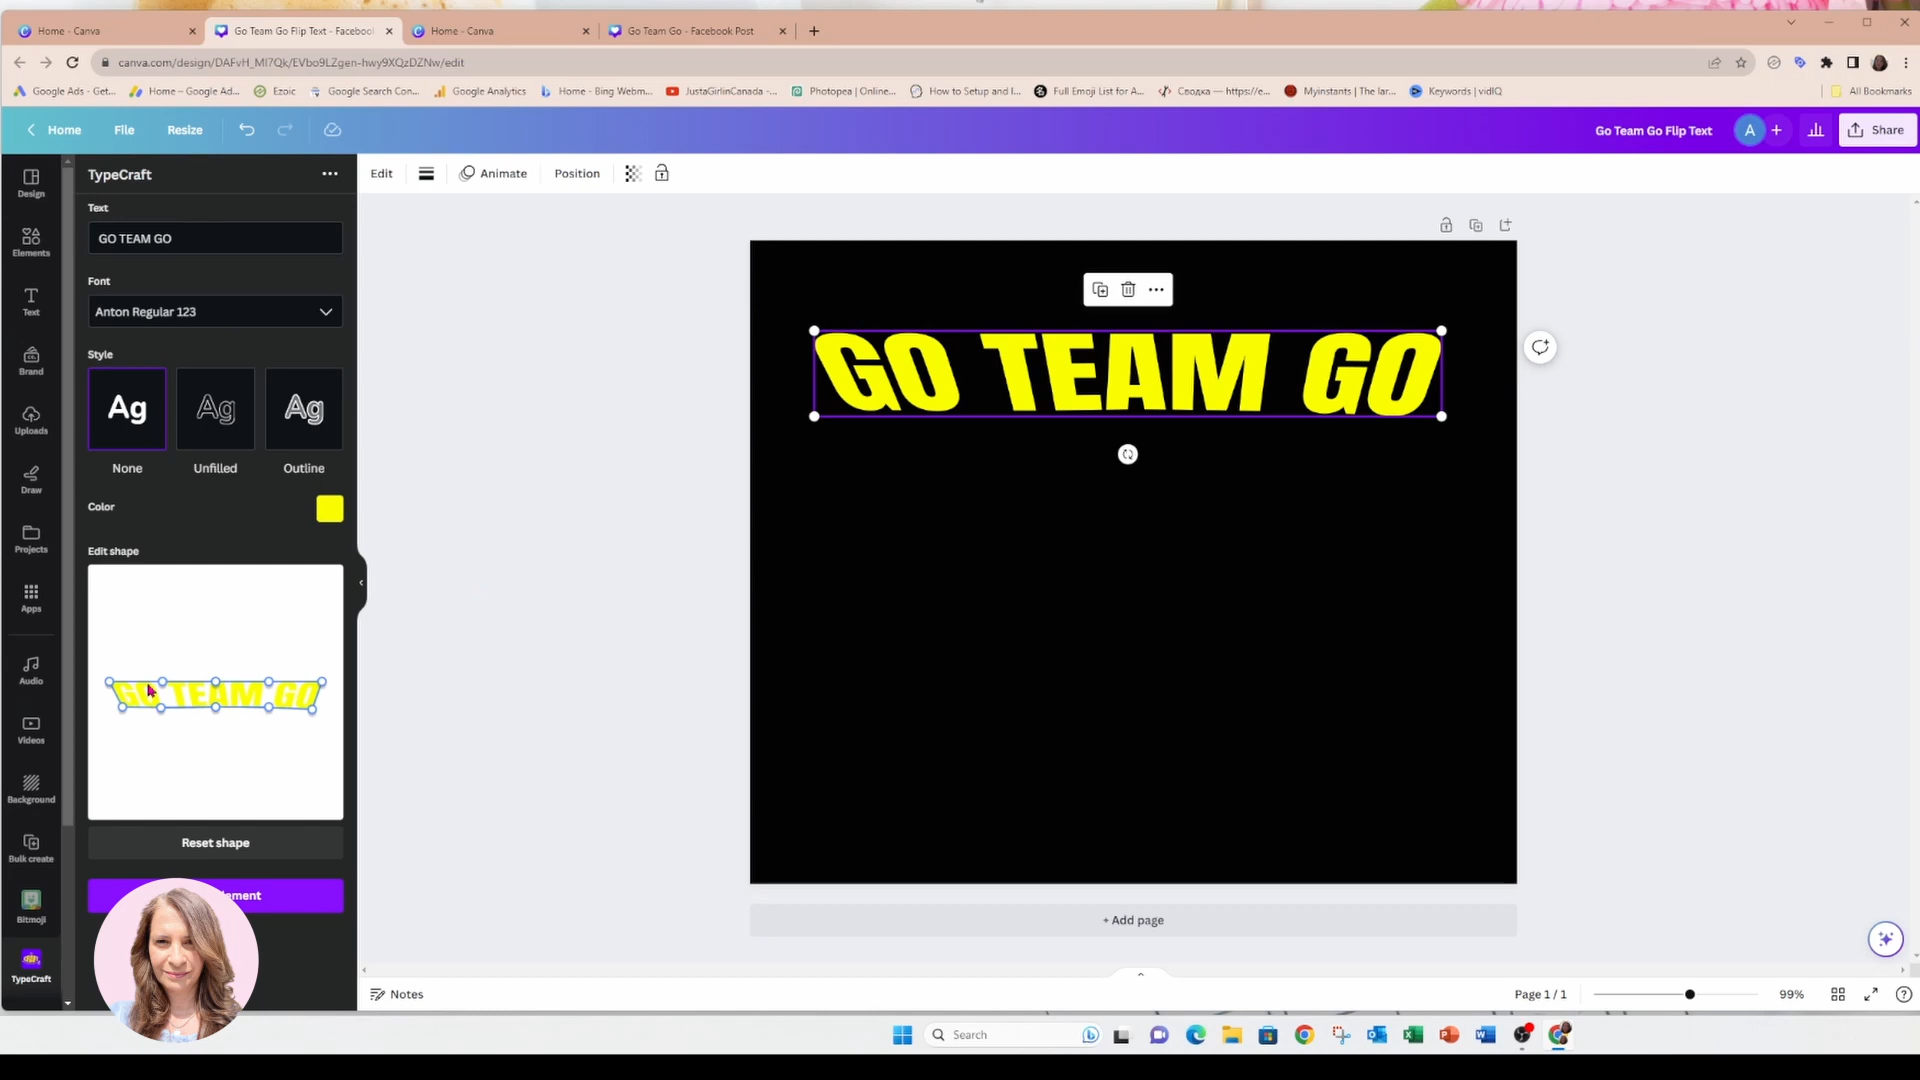 Home - Canva
Go Team Go Flip Text - Facebook
Home - Canva
Go Team Go - Facebook Post
canva.com/design/DAFvH_MI7Qk/EVbo9LZgen-hwy9XQzDZNw/edit
Google Ads - Get...
Home – Google Ad...
Ezoic
Google Search Con...
Google Analytics
Home - Bing Webm...
JustaGirlinCanada -...
Photopea | Online...
How to Setup and I...
Full Emoji List for A...
Сводка — https://e...
Myinstants | The lar...
Keywords | vidIQ
All Bookmarks
Home
File
Resize
Go Team Go Flip Text
A
Share
Design
Elements
Text
Brand
Uploads
Draw
Projects
Apps
Audio
Videos
Background
Bulk create
Bitmoji
TypeCraft
TypeCraft
Text
GO TEAM GO
Font
Anton Regular 123
Style
Ag
Ag
Ag
None
Unfilled
Outline
Color
Edit shape
GO TEAM GO
Reset shape
Edit
Animate
Position
GO TEAM GO
+ Add page
Notes
Page 1 / 1
99%
Search